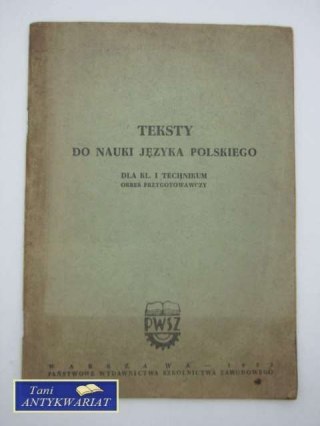 TEKSTY
DO NAUKI JĘZYKA POLSKIEGO
DLA KL. I TECHNIKUM
OKRES PRZYGOTOWAWCZY
PWSZ
WARSZAWA
PAŃSTWOWE WYDAWNICTWA SZKOLNICTWA ZAWODOWEGO
Tani
ANTYKWARIAT